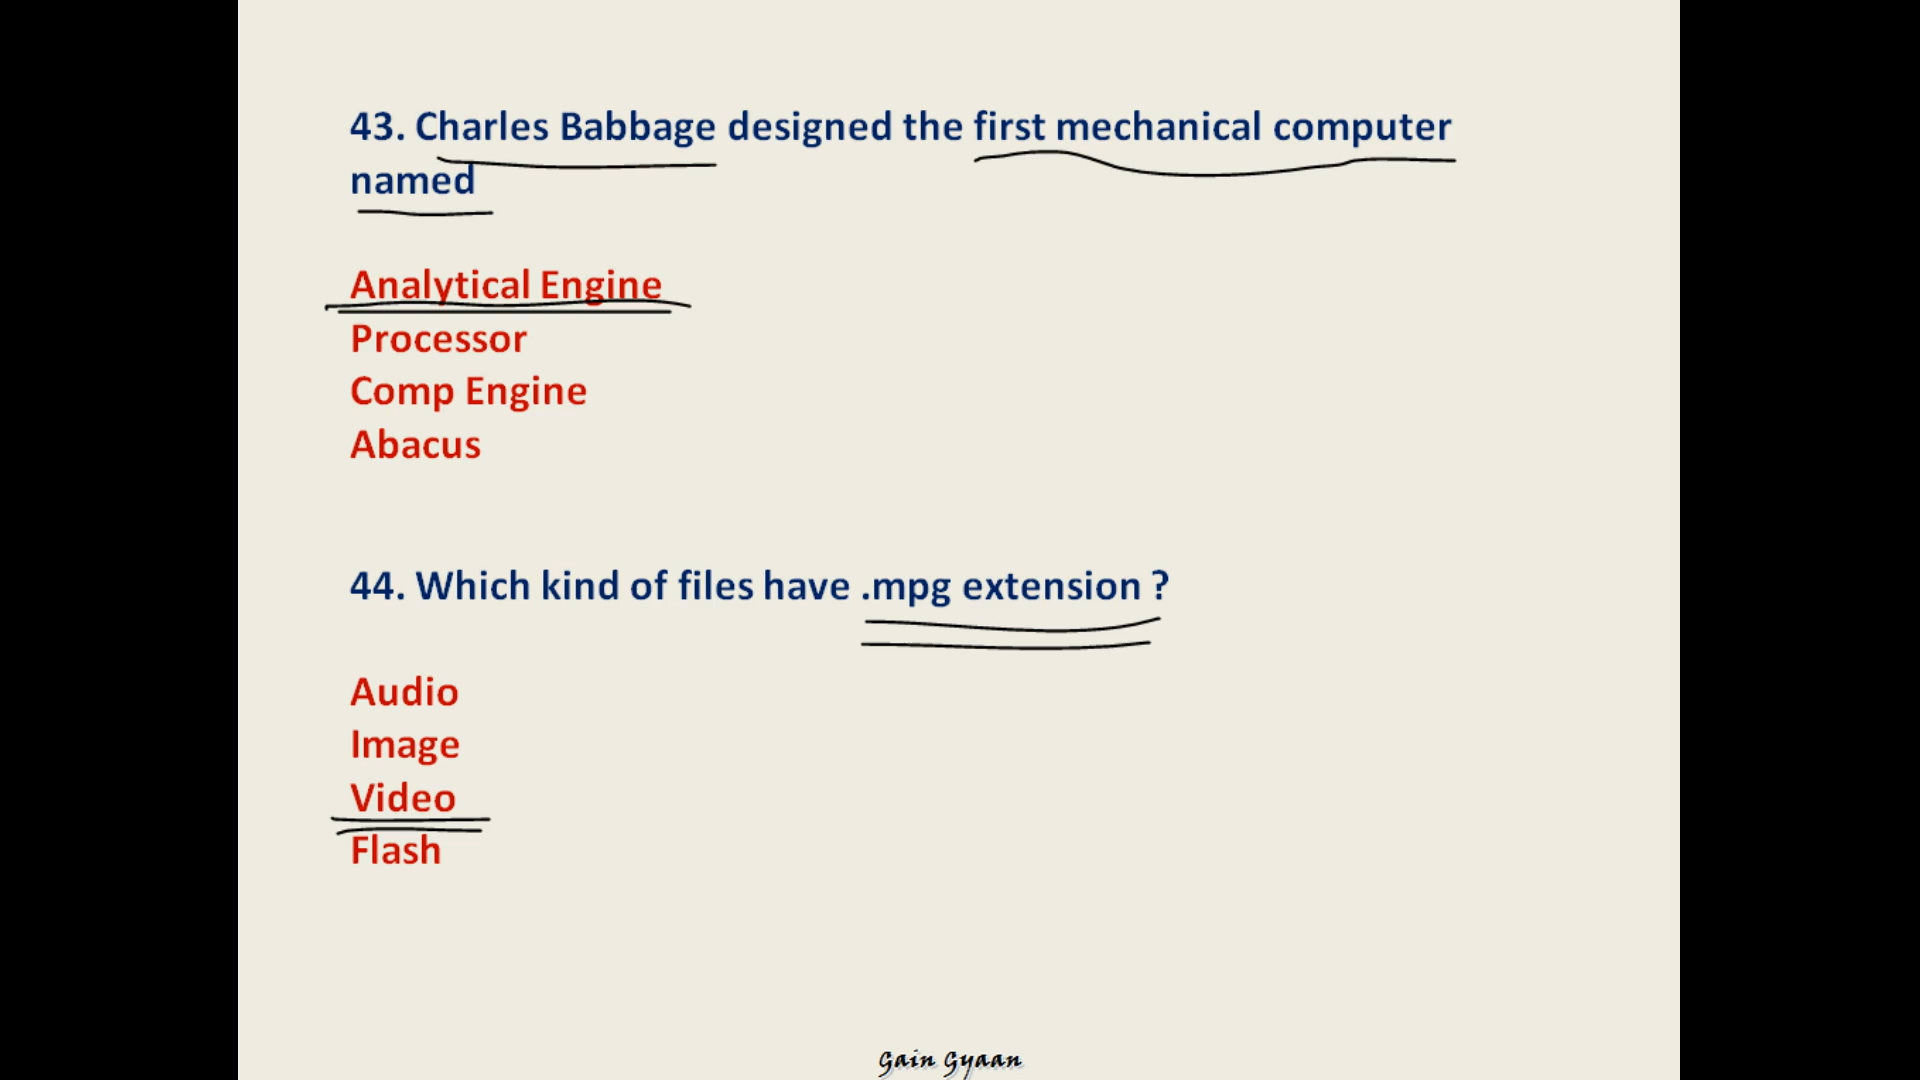 43. Charles Babbage designed the first mechanical computer
named
Analytical Engine
Processor
Comp Engine
Abacus
44. Which kind of files have .mpg extension ?
Audio
Image
Video
Flash
Gain Gyaan